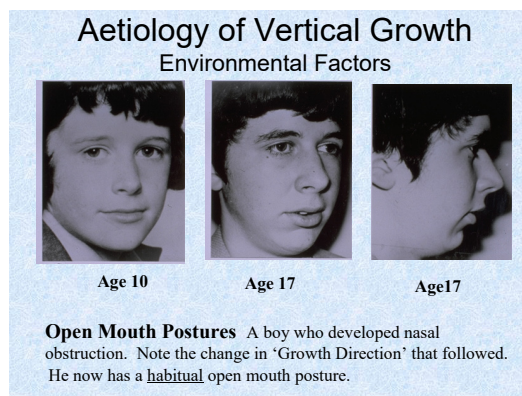 Aetiology of Vertical Growth
Environmental Factors
Age 10
Age 17
Age17
Open Mouth Postures A boy who developed nasal
obstruction. Note the change in ‘Growth Direction’ that followed.
He now has a habitual open mouth posture.